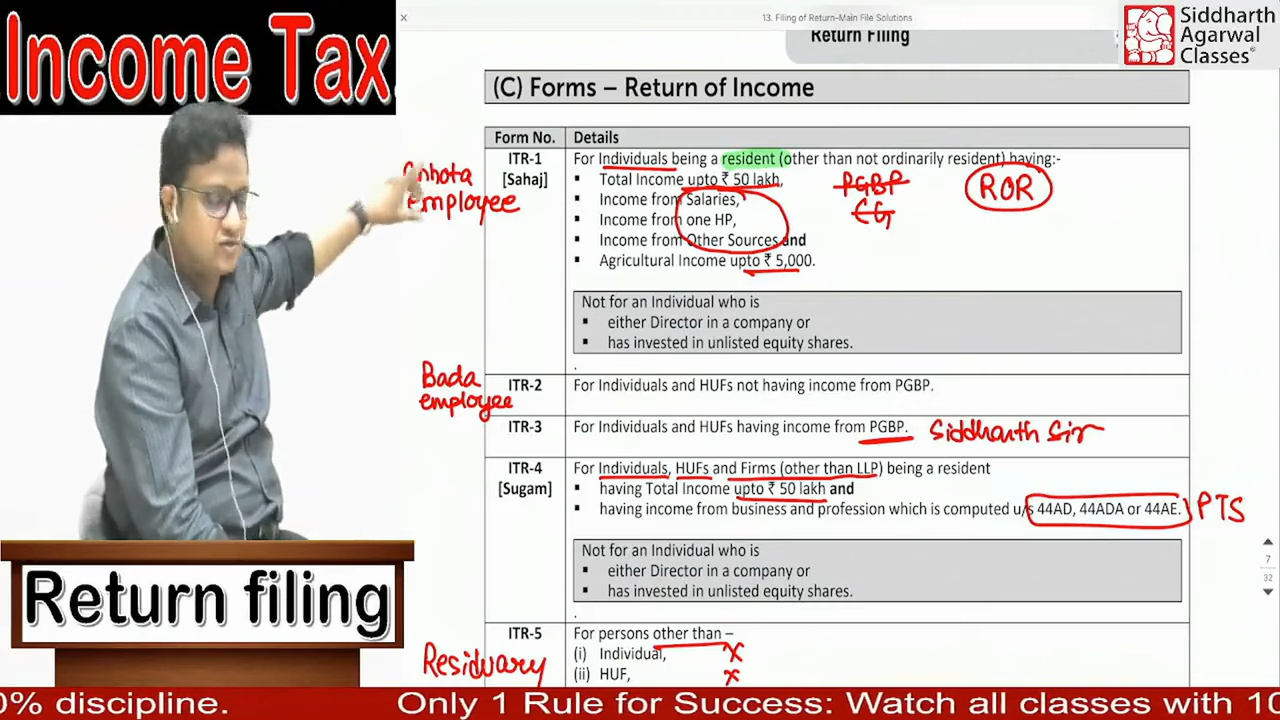 Income Tax.
13. Filing of Return-Main File Solutions
Siddharth
Agarwal
Classes
Return Filing
(C) Forms – Return of Income
Form No.
Details
ITR-1
[Sahaj]
For Individuals being a resident (other than not ordinarily resident) having:-
▪ Total Income upto ₹ 50 lakh,
▪ Income from Salaries,
▪ Income from one HP,
▪ Income from Other Sources and
▪ Agricultural Income upto ₹ 5,000.
PGBP
CG
ROR
employee
Not for an Individual who is
▪ either Director in a company or
▪ has invested in unlisted equity shares.
.
Bada
employee
ITR-2
For Individuals and HUFs not having income from PGBP.
ITR-3
For Individuals and HUFs having income from PGBP.
Siddharth Sir
ITR-4
[Sugam]
For Individuals, HUFs and Firms (other than LLP) being a resident
▪ having Total Income upto ₹ 50 lakh and
▪ having income from business and profession which is computed u/s 44AD, 44ADA or 44AE.
PTS
Not for an Individual who is
▪ either Director in a company or
▪ has invested in unlisted equity shares.
.
ITR-5
For persons other than –
(i) Individual, x
(ii) HUF, x
Residuary
7
32
Return filing
0% discipline. Only 1 Rule for Success: Watch all classes with 10